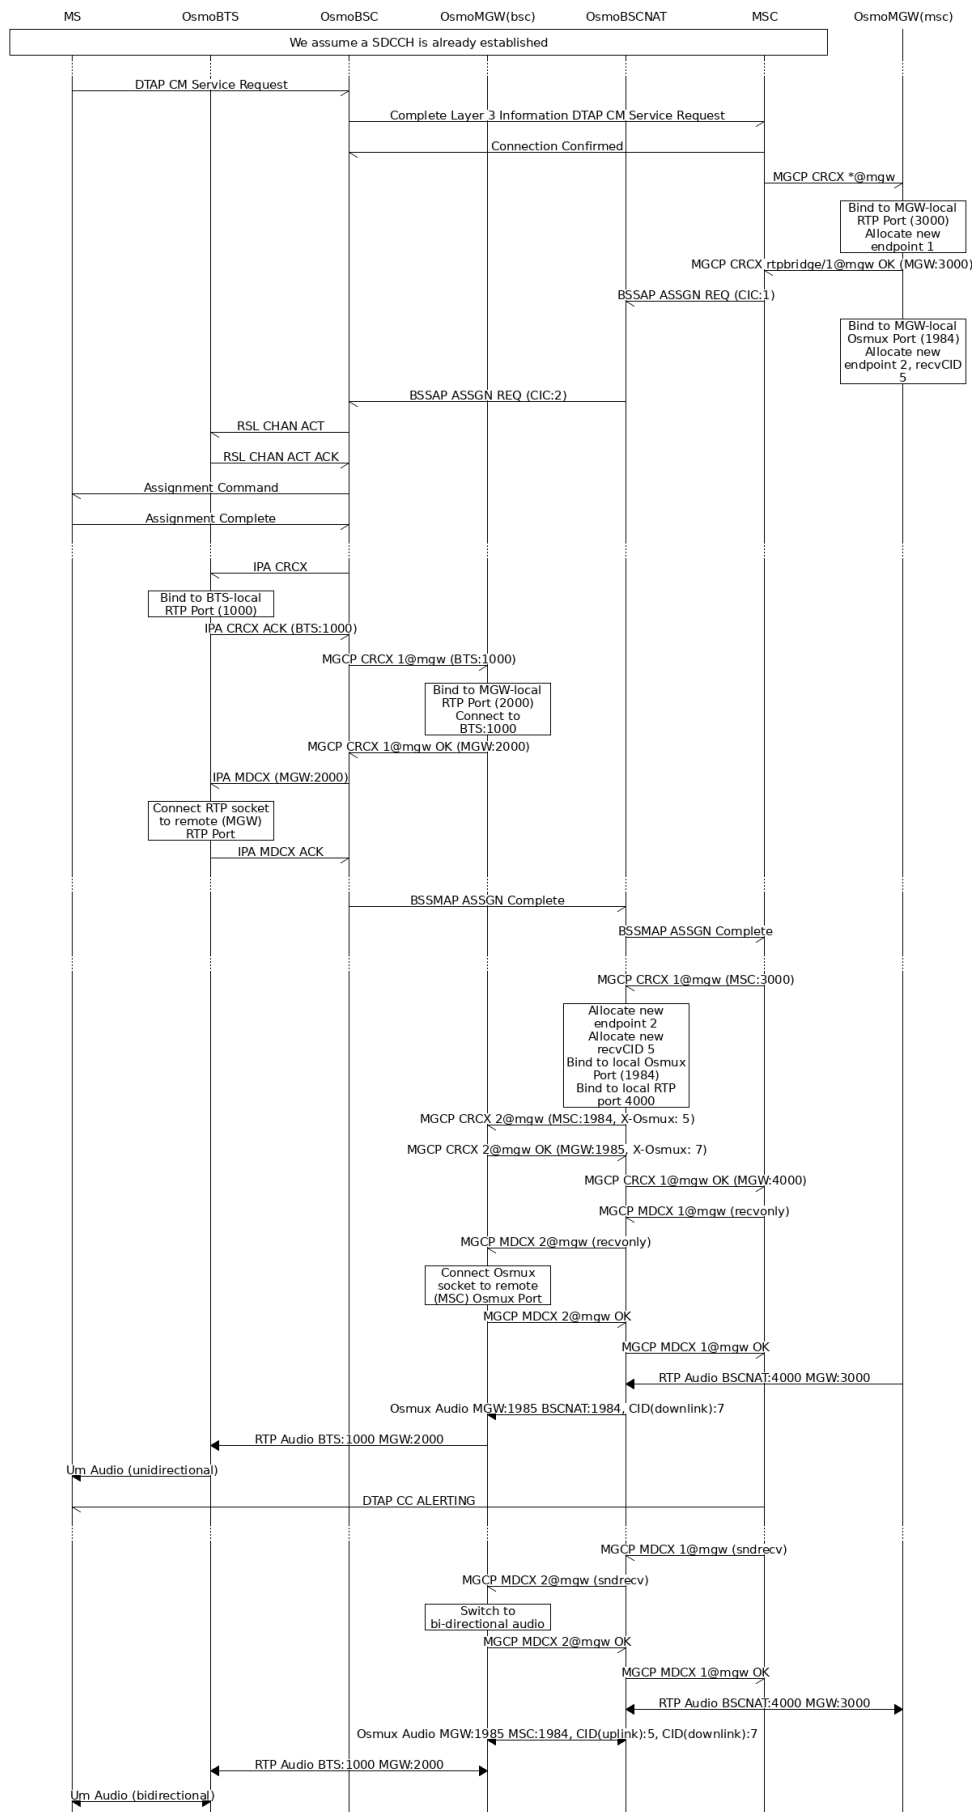 MS OsmoBTS OsmoBSC OsmoMGW(bsc) OsmoBSCNAT MSC OsmoMGW(msc)
We assume a SDCCH is already established
DTAP CM Service Request
Complete Layer 3 Information DTAP CM Service Request
Connection Confirmed
MGCP CRCX *@mgw
Bind to MGW-local
RTP Port (3000)
Allocate new
endpoint 1
MGCP CRCX rtpbridge/1@mgw OK (MGW:3000)
BSSAP ASSGN REQ (CIC:1)
Bind to MGW-local
Osmux Port (1984)
Allocate new
endpoint 2, recvCID
5
BSSAP ASSGN REQ (CIC:2)
RSL CHAN ACT
RSL CHAN ACT ACK
Assignment Command
Assignment Complete
IPA CRCX
Bind to BTS-local
RTP Port (1000)
IPA CRCX ACK (BTS:1000)
MGCP CRCX 1@mgw (BTS:1000)
Bind to MGW-local
RTP Port (2000)
Connect to
BTS:1000
MGCP CRCX 1@mgw OK (MGW:2000)
IPA MDCX (MGW:2000)
Connect RTP socket
to remote (MGW)
RTP Port
IPA MDCX ACK
BSSMAP ASSGN Complete
BSSMAP ASSGN Complete
MGCP CRCX 1@mgw (MSC:3000)
Allocate new
endpoint 2
Allocate new
recvCID 5
Bind to local Osmux
Port (1984)
Bind to local RTP
port 4000
MGCP CRCX 2@mgw (MSC:1984, X-Osmux: 5)
MGCP CRCX 2@mgw OK (MGW:1985, X-Osmux: 7)
MGCP CRCX 1@mgw OK (MGW:4000)
MGCP MDCX 1@mgw (recvonly)
MGCP MDCX 2@mgw (recvonly)
Connect Osmux
socket to remote
(MSC) Osmux Port
MGCP MDCX 2@mgw OK
MGCP MDCX 1@mgw OK
RTP Audio BSCNAT:4000 MGW:3000
Osmux Audio MGW:1985 BSCNAT:1984, CID(downlink):7
RTP Audio BTS:1000 MGW:2000
Um Audio (unidirectional)
DTAP CC ALERTING
MGCP MDCX 1@mgw (sndrecv)
MGCP MDCX 2@mgw (sndrecv)
Switch to
bi-directional audio
MGCP MDCX 2@mgw OK
MGCP MDCX 1@mgw OK
RTP Audio BSCNAT:4000 MGW:3000
Osmux Audio MGW:1985 MSC:1984, CID(uplink):5, CID(downlink):7
RTP Audio BTS:1000 MGW:2000
Um Audio (bidirectional)